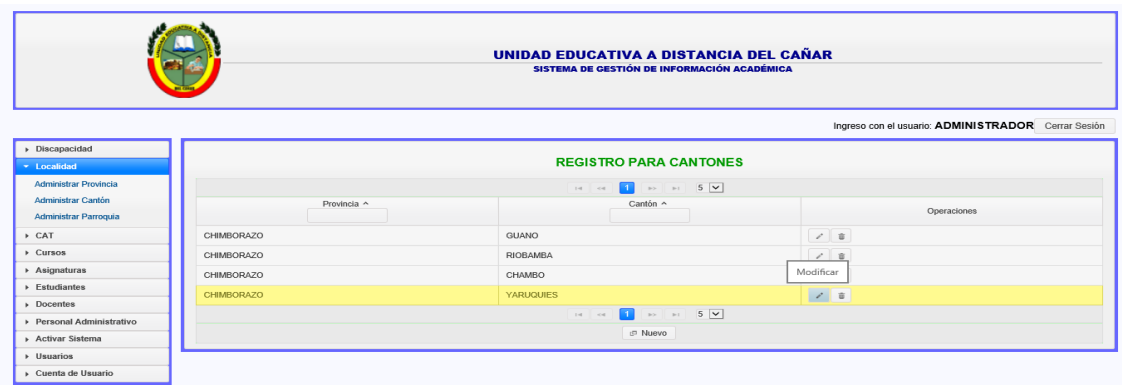 UNIDAD EDUCATIVA A DISTANCIA DEL CAÑAR
SISTEMA DE GESTIÓN DE INFORMACIÓN ACADÉMICA
Ingreso con el usuario: ADMINISTRADOR Cerrar Sesión
Discapacidad
Localidad
Administrar Provincia
Administrar Cantón
Administrar Parroquia
CAT
Cursos
Asignaturas
Estudiantes
Docentes
Personal Administrativo
Activar Sistema
Usuarios
Cuenta de Usuario
REGISTRO PARA CANTONES
1 5
Provincia Cantón Operaciones
CHIMBORAZO GUANO
CHIMBORAZO RIOBAMBA
CHIMBORAZO CHAMBO
Modificar
CHIMBORAZO YARUQUIES
1 5
Nuevo